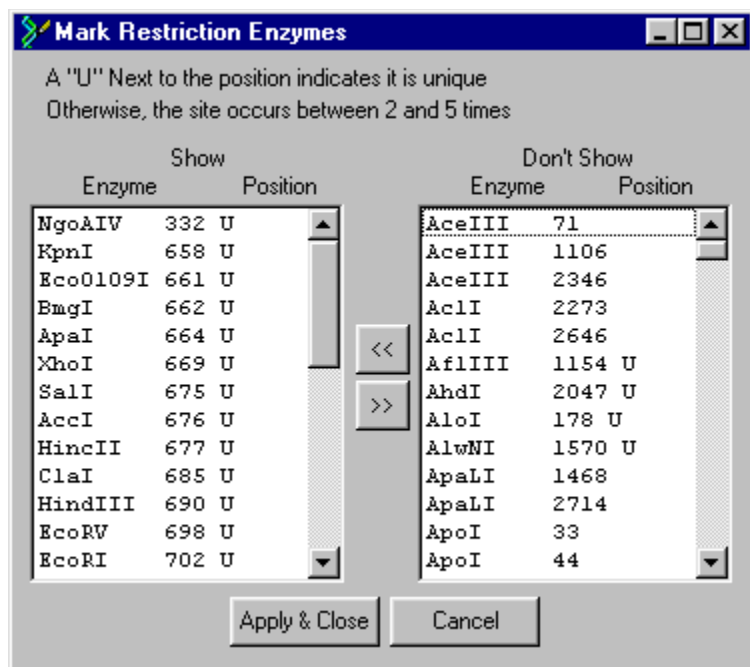 Mark Restriction Enzymes
A "U" Next to the position indicates it is unique
Otherwise, the site occurs between 2 and 5 times
Show
Enzyme Position
NgoAIV 332 U
KpnI 658 U
EcoO109I 661 U
BmgI 662 U
ApaI 664 U
XhoI 669 U
SalI 675 U
AccI 676 U
HincII 677 U
ClaI 685 U
HindIII 690 U
EcoRV 698 U
EcoRI 702 U
<<
>>
Don't Show
Enzyme Position
AceIII 71
AceIII 1106
AceIII 2346
AclI 2273
AclI 2646
AflIII 1154 U
AhdI 2047 U
AloI 178 U
AlwNI 1570 U
ApaLI 1468
ApaLI 2714
ApoI 33
ApoI 44
Apply & Close
Cancel